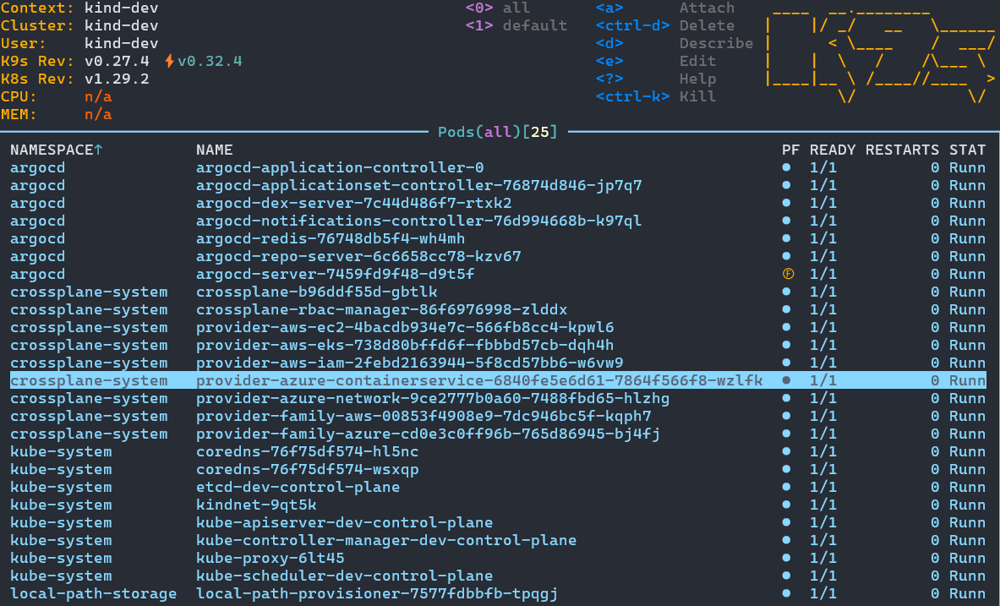 Context: kind-dev <0> all <a> Attach
Cluster: kind-dev <1> default <ctrl-d> Delete
User: kind-dev <d> Describe
K9s Rev: v0.27.4 ⚡v0.32.4 <e> Edit
K8s Rev: v1.29.2 <?> Help
CPU: n/a <ctrl-k> Kill
MEM: n/a
Pods(all)[25]
NAMESPACE↑ NAME PF READY RESTARTS STAT
argocd argocd-application-controller-0 ● 1/1 0 Runn
argocd argocd-applicationset-controller-76874d846-jp7q7 ● 1/1 0 Runn
argocd argocd-dex-server-7c44d486f7-rtxk2 ● 1/1 0 Runn
argocd argocd-notifications-controller-76d994668b-k97ql ● 1/1 0 Runn
argocd argocd-redis-76748db5f4-wh4mh ● 1/1 0 Runn
argocd argocd-repo-server-6c6658cc78-kzv67 ● 1/1 0 Runn
argocd argocd-server-7459fd9f48-d9t5f Ⓕ 1/1 0 Runn
crossplane-system crossplane-b96ddf55d-gbtlk ● 1/1 0 Runn
crossplane-system crossplane-rbac-manager-86f6976998-zlddx ● 1/1 0 Runn
crossplane-system provider-aws-ec2-4bacdb934e7c-566fb8cc4-kpwl6 ● 1/1 0 Runn
crossplane-system provider-aws-eks-738d80bffd6f-fbbbd57cb-dqh4h ● 1/1 0 Runn
crossplane-system provider-aws-iam-2febd2163944-5f8cd57bb6-w6vw9 ● 1/1 0 Runn
crossplane-system provider-azure-containerservice-6840fe5e6d61-7864f566f8-wzlfk ● 1/1 0 Runn
crossplane-system provider-azure-network-9ce2777b0a60-7488fbd65-hlzhg ● 1/1 0 Runn
crossplane-system provider-family-aws-00853f4908e9-7dc946bc5f-kqph7 ● 1/1 0 Runn
crossplane-system provider-family-azure-cd0e3c0ff96b-765d86945-bj4fj ● 1/1 0 Runn
kube-system coredns-76f75df574-hl5nc ● 1/1 0 Runn
kube-system coredns-76f75df574-wsxqp ● 1/1 0 Runn
kube-system etcd-dev-control-plane ● 1/1 0 Runn
kube-system kindnet-9qt5k ● 1/1 0 Runn
kube-system kube-apiserver-dev-control-plane ● 1/1 0 Runn
kube-system kube-controller-manager-dev-control-plane ● 1/1 0 Runn
kube-system kube-proxy-6lt45 ● 1/1 0 Runn
kube-system kube-scheduler-dev-control-plane ● 1/1 0 Runn
local-path-storage local-path-provisioner-7577fdbbfb-tpqgj ● 1/1 0 Runn